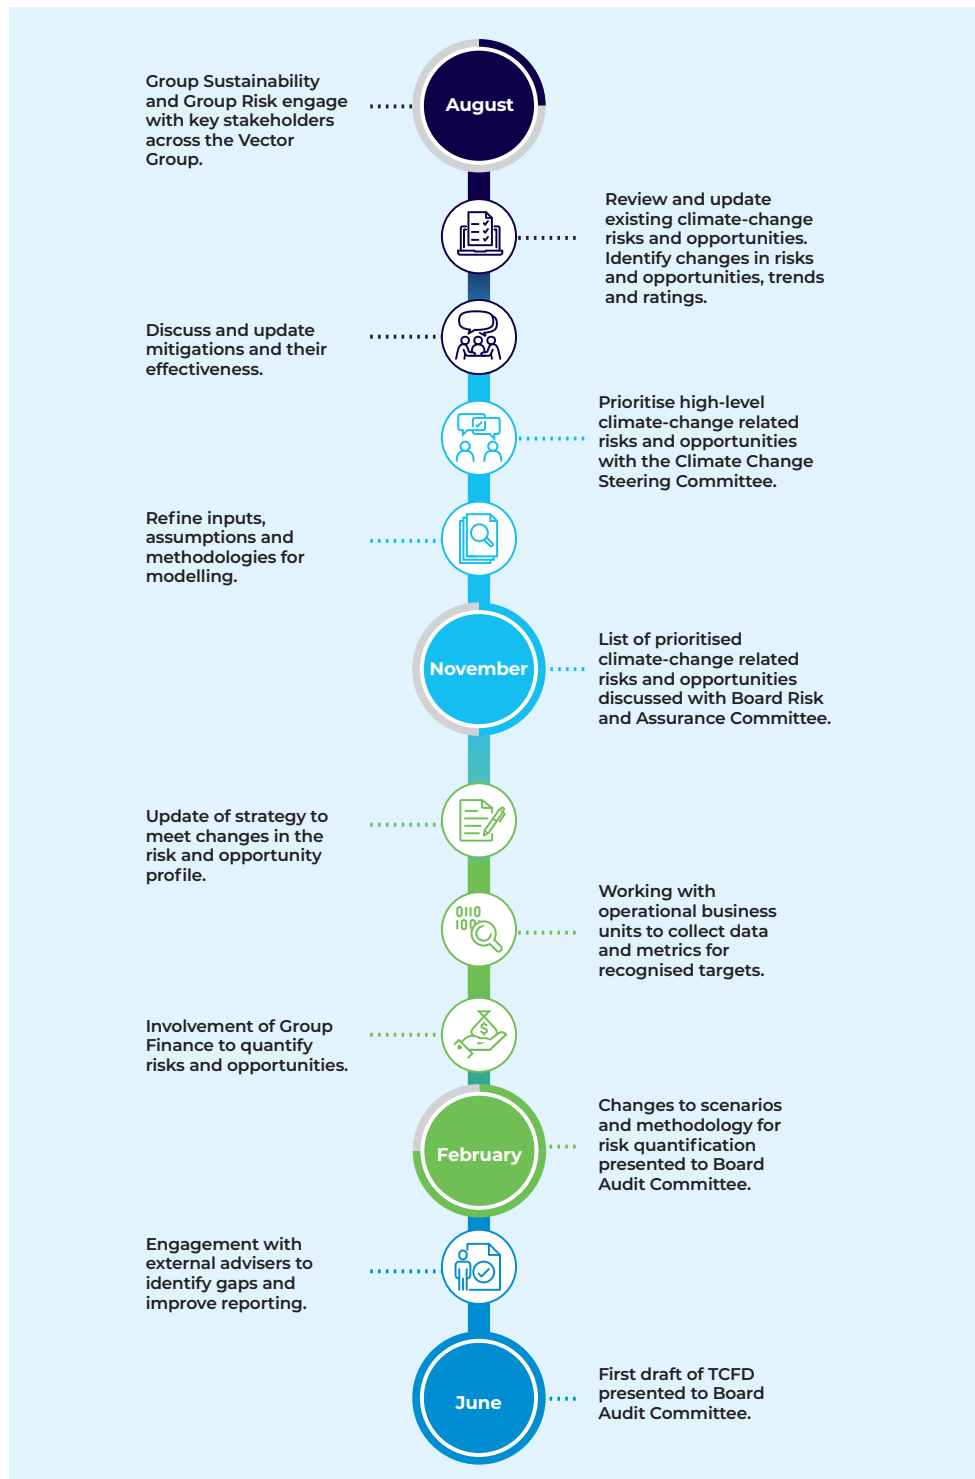 Group Sustainability
and Group Risk engage
with key stakeholders
across the Vector
Group.
August
Review and update
existing climate-change
risks and opportunities.
Identify changes in risks
and opportunities, trends
and ratings.
Discuss and update
mitigations and their
effectiveness.
Prioritise high-level
climate-change related
risks and opportunities
with the Climate Change
Steering Committee.
Refine inputs,
assumptions and
methodologies for
modelling.
November
List of prioritised
climate-change related
risks and opportunities
discussed with Board Risk
and Assurance Committee.
Update of strategy to
meet changes in the
risk and opportunity
profile.
Working with
operational business
units to collect data
and metrics for
recognised targets.
0110
100
Involvement of Group
Finance to quantify
risks and opportunities.
$
February
Changes to scenarios
and methodology for
risk quantification
presented to Board
Audit Committee.
Engagement with
external advisers to
identify gaps and
improve reporting.
June
First draft of TCFD
presented to Board
Audit Committee.